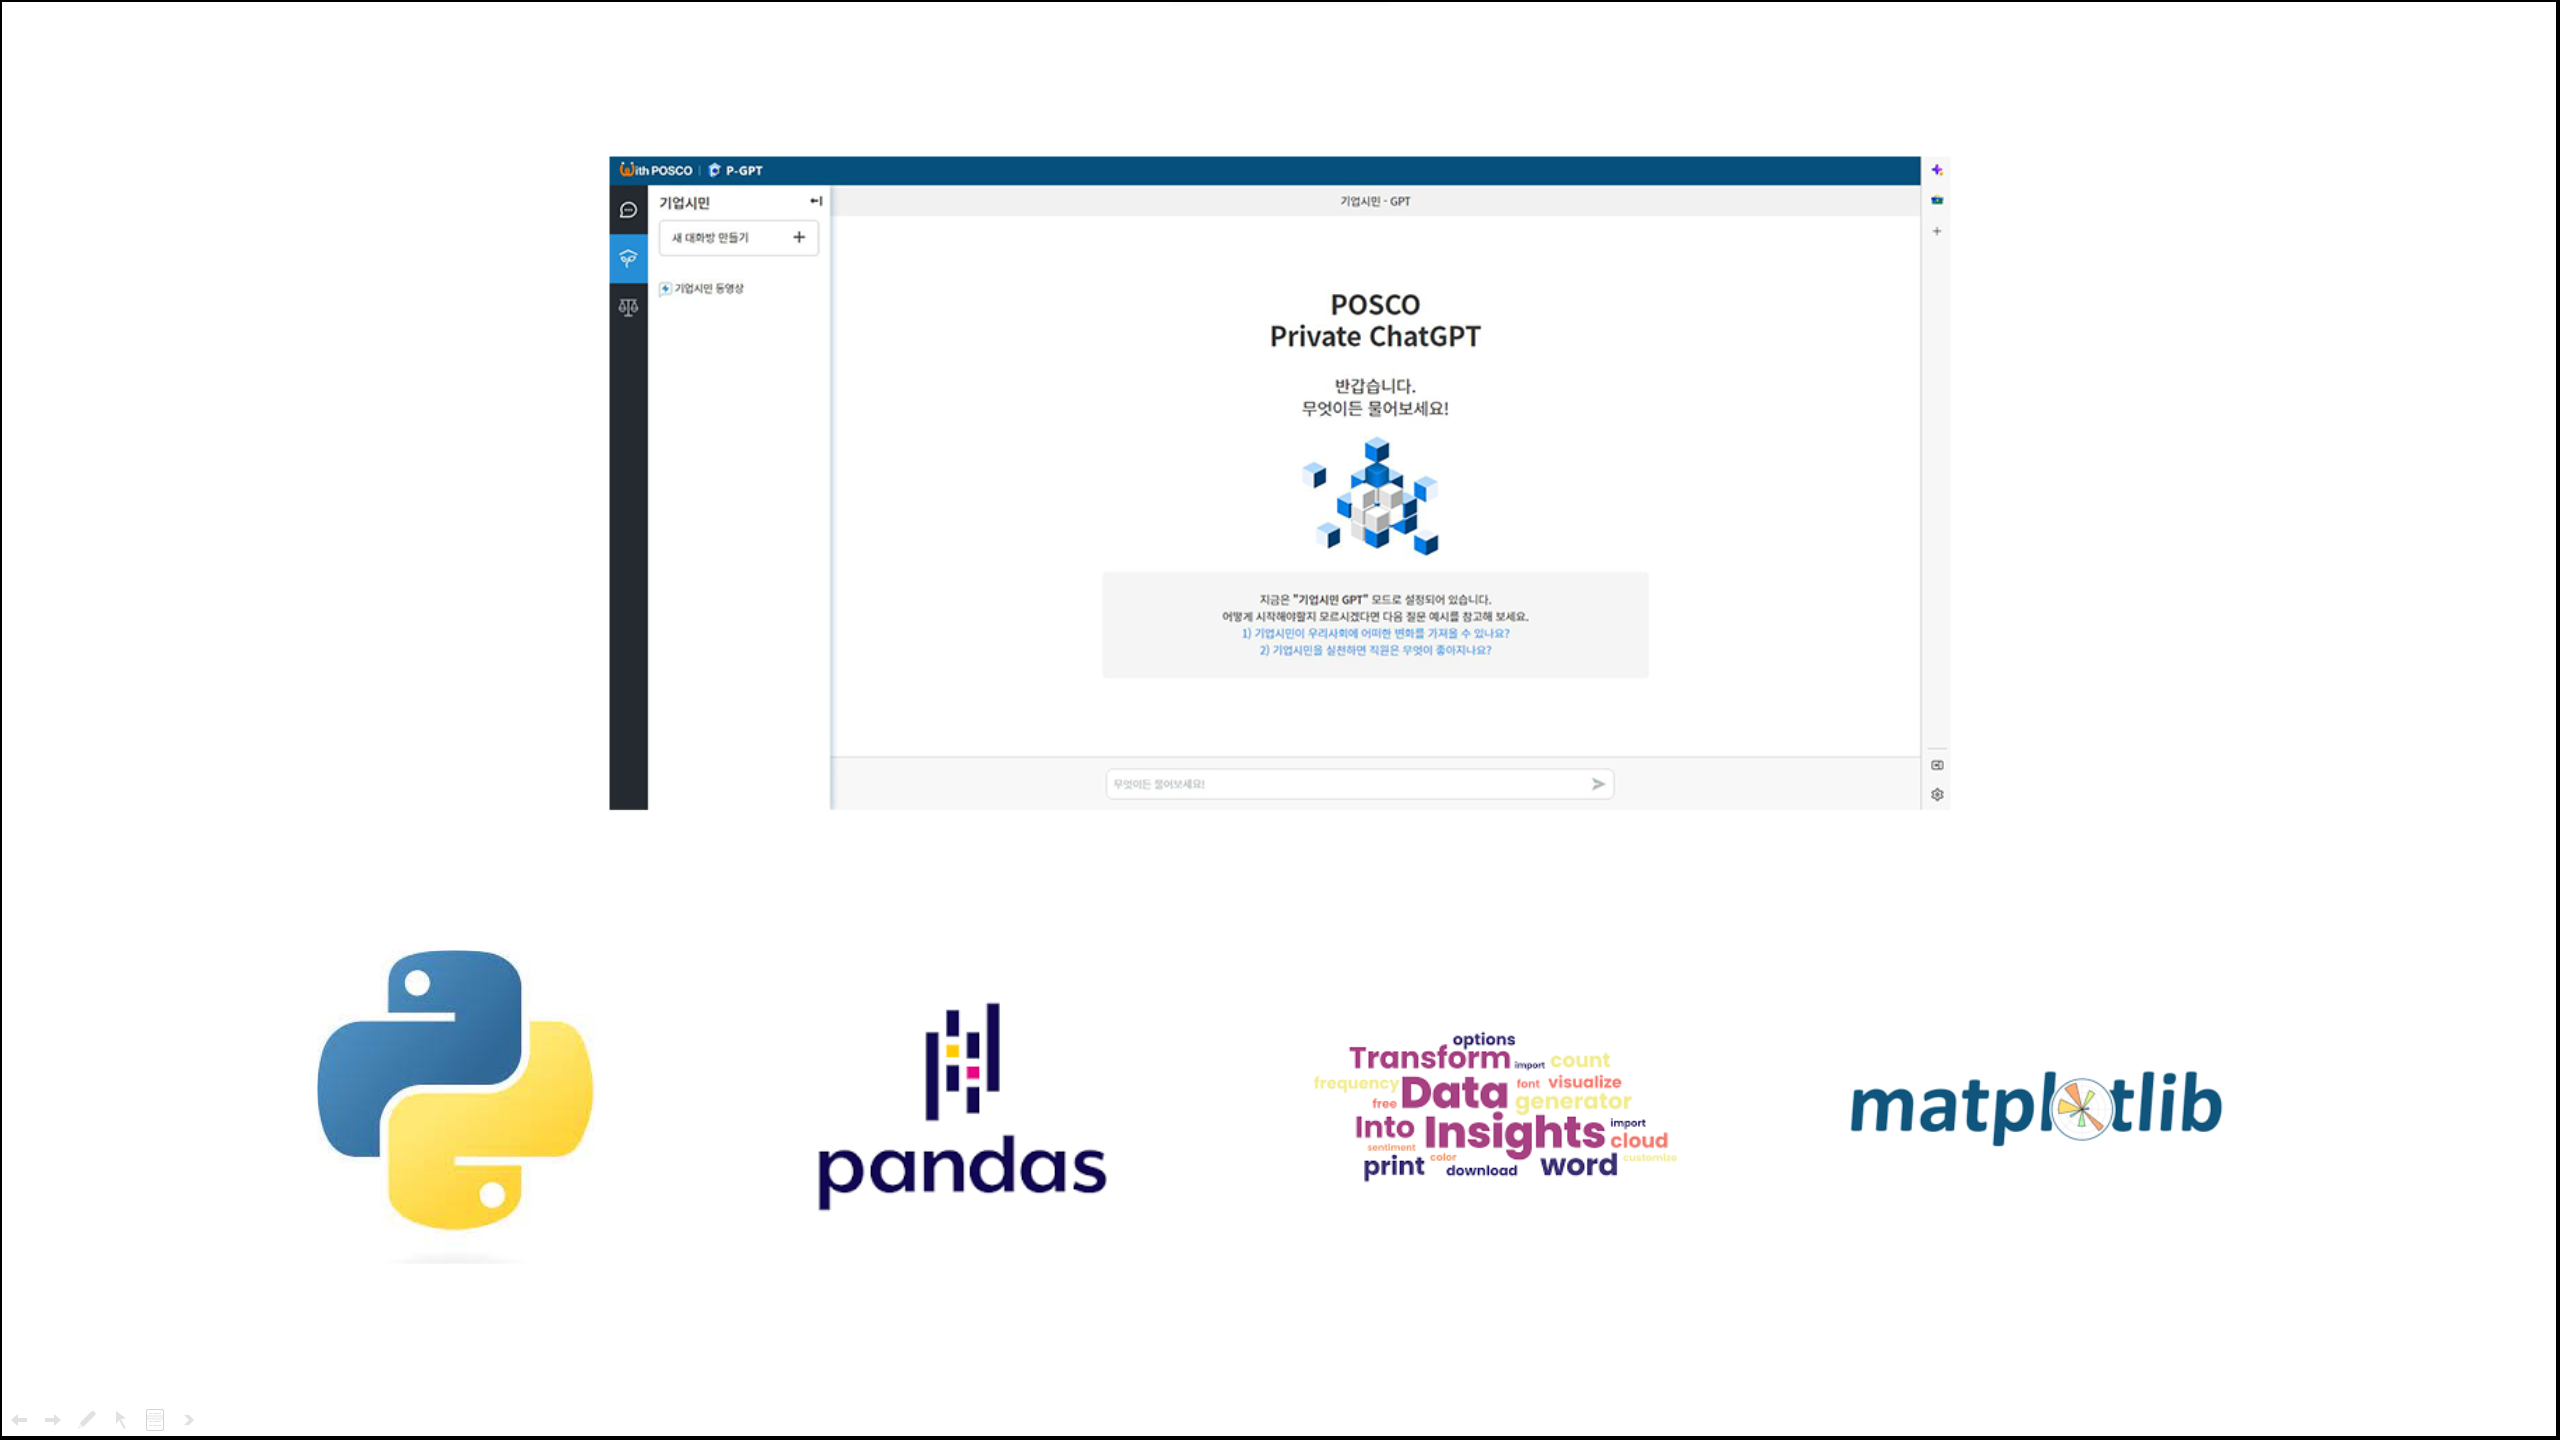 With POSCO | P-GPT
기업시민
기업시민 - GPT
새 대화방 만들기 +
기업시민 동영상
POSCO
Private ChatGPT
반갑습니다.
무엇이든 물어보세요!
지금은 "기업시민 GPT" 모드로 설정되어 있습니다.
어떻게 시작해야할지 모르시겠다면 다음 질문 예시를 참고해 보세요.
1) 기업시민이 우리사회에 어떠한 변화를 가져올 수 있나요?
2) 기업시민을 실천하면 직원은 무엇이 좋아지나요?
무엇이든 물어보세요!
pandas
options
Transform import count
frequency Data font visualize
free generator
Into Insights import
sentiment cloud
print color download word customize
matplotlib